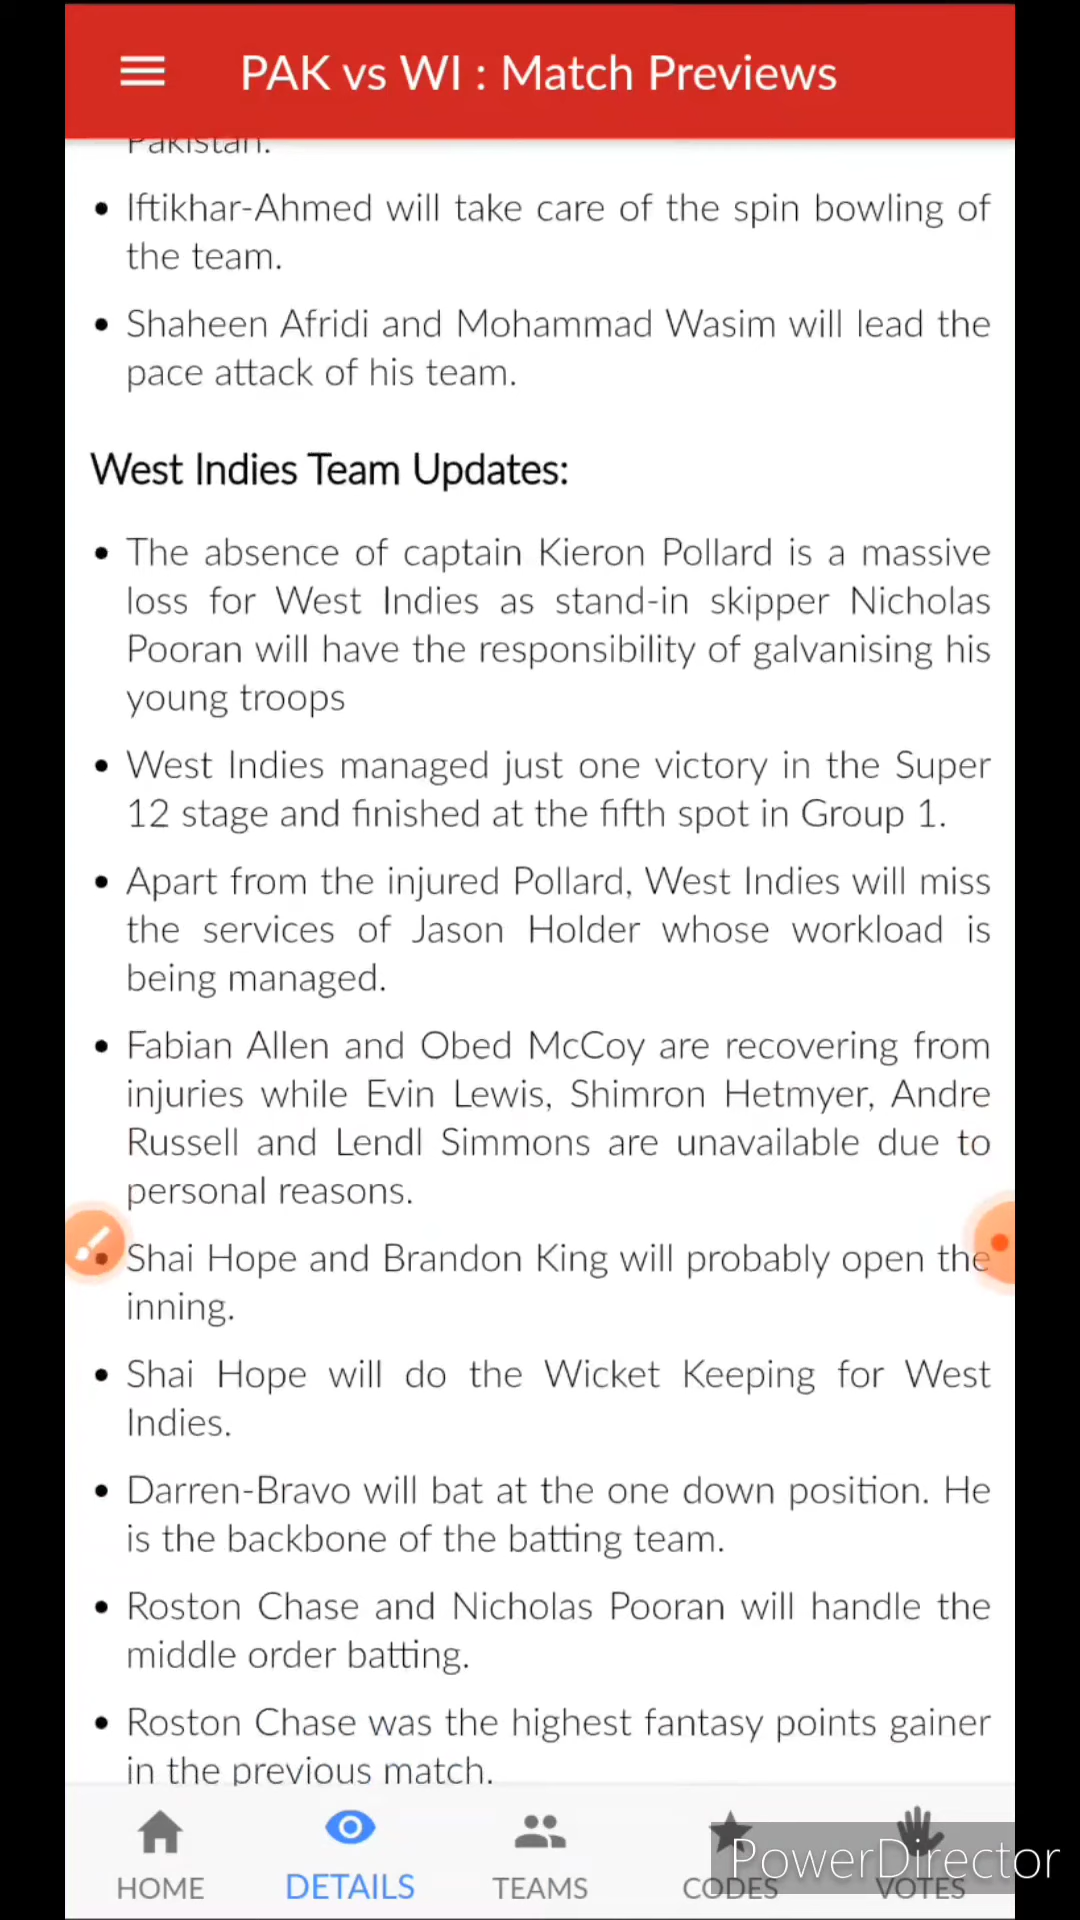 PAK vs WI : Match Previews
Pakistan.
• Iftikhar-Ahmed will take care of the spin bowling of
the team.
• Shaheen Afridi and Mohammad Wasim will lead the
pace attack of his team.
West Indies Team Updates:
• The absence of captain Kieron Pollard is a massive
loss for West Indies as stand-in skipper Nicholas
Pooran will have the responsibility of galvanising his
young troops
• West Indies managed just one victory in the Super
12 stage and finished at the fifth spot in Group 1.
• Apart from the injured Pollard, West Indies will miss
the services of Jason Holder whose workload is
being managed.
• Fabian Allen and Obed McCoy are recovering from
injuries while Evin Lewis, Shimron Hetmyer, Andre
Russell and Lendl Simmons are unavailable due to
personal reasons.
• Shai Hope and Brandon King will probably open the
inning.
• Shai Hope will do the Wicket Keeping for West
Indies.
• Darren-Bravo will bat at the one down position. He
is the backbone of the batting team.
• Roston Chase and Nicholas Pooran will handle the
middle order batting.
• Roston Chase was the highest fantasy points gainer
in the previous match.
PowerDirector
HOME DETAILS TEAMS CODES VOTES